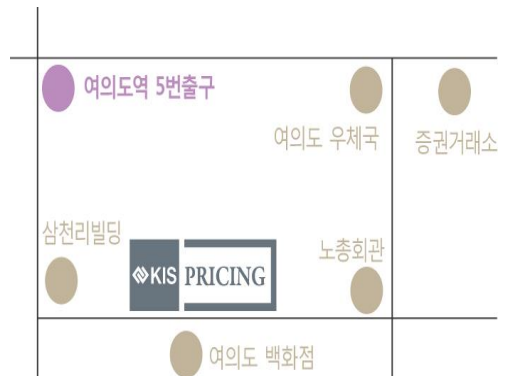 여의도역 5번출구
여의도 우체국
증권거래소
삼천리빌딩
노총회관
KIS PRICING
여의도 백화점